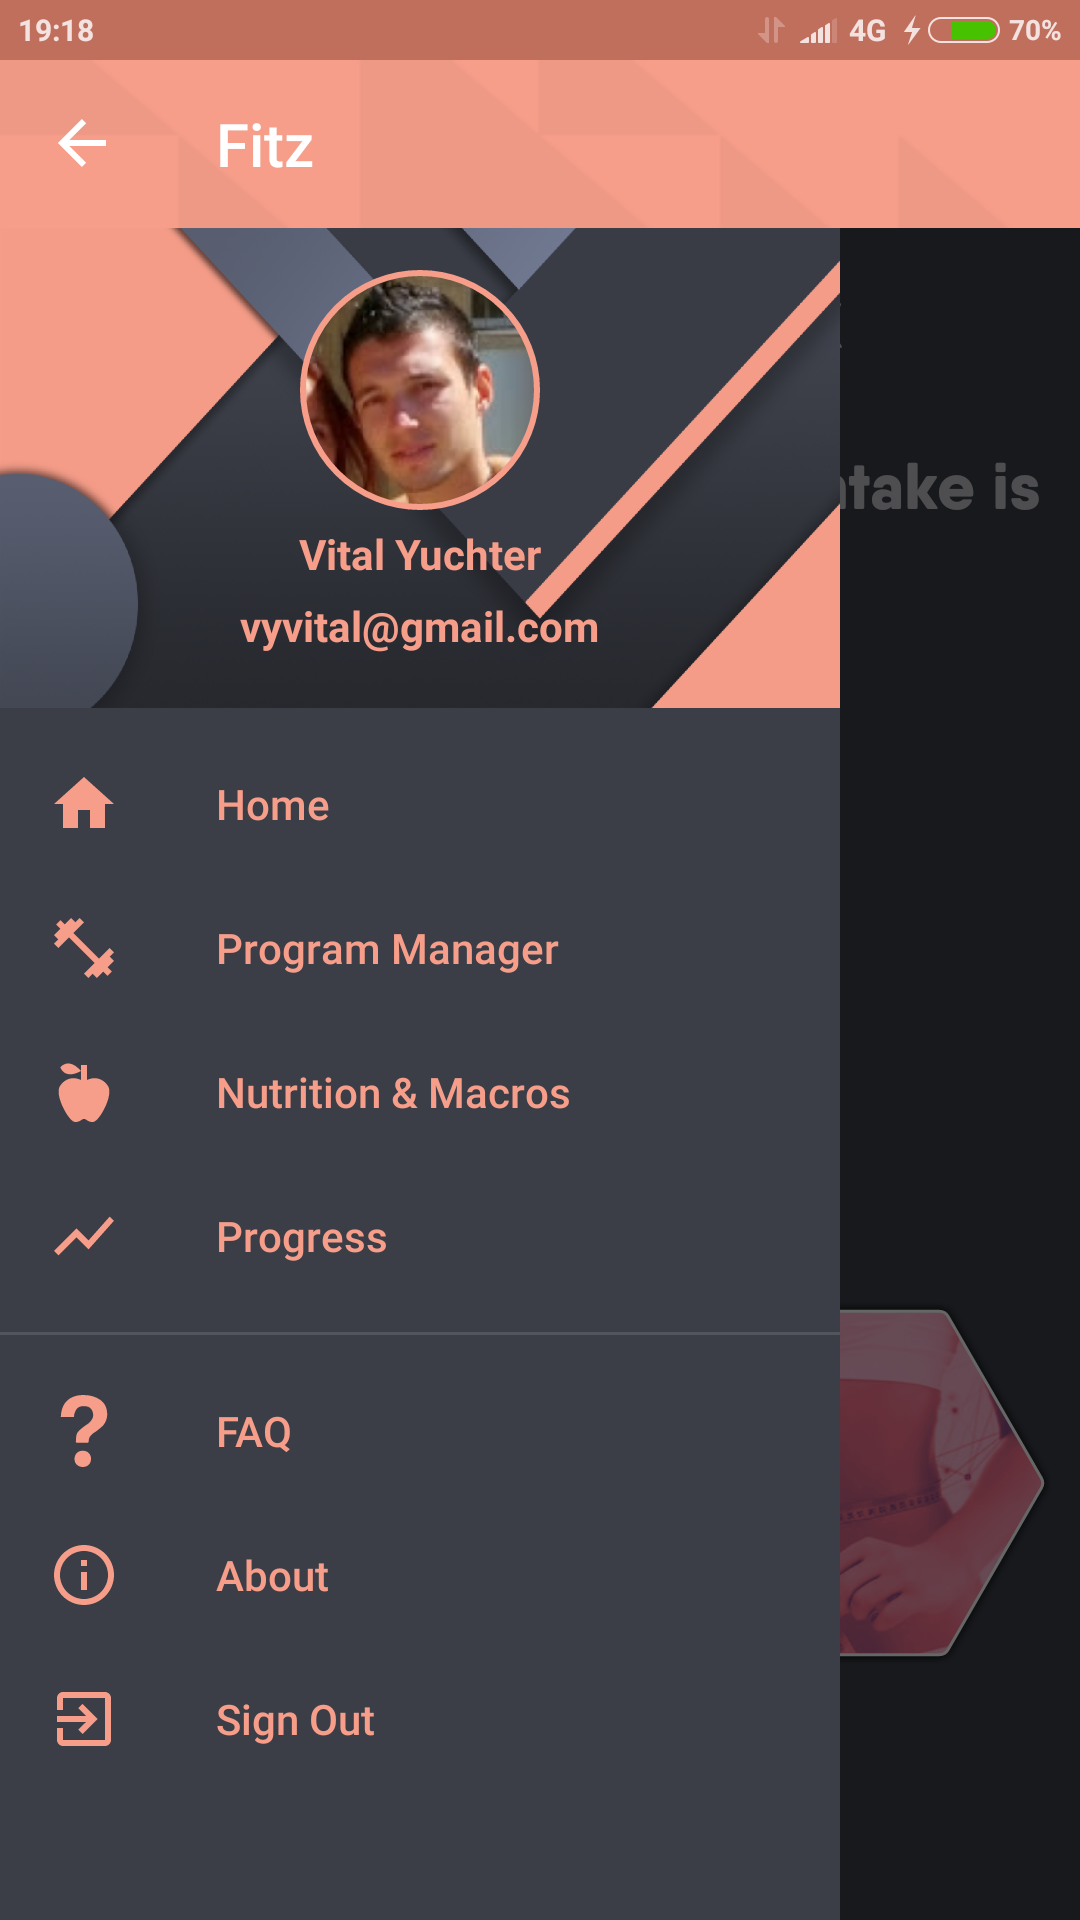 19:18
4G
70%
Fitz
Vital Yuchter
vyvital@gmail.com
take is
Home
Program Manager
Nutrition & Macros
Progress
FAQ
About
Sign Out